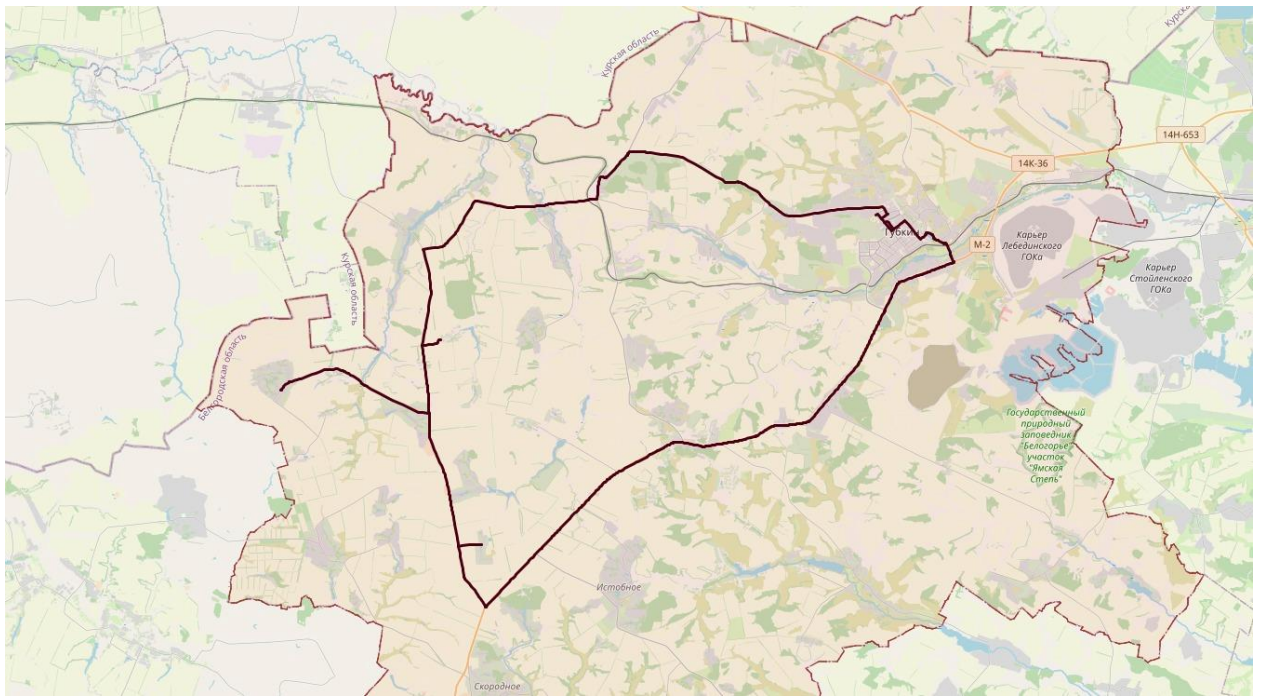 Курская область
14Н-653
14К-36
Губкин
М-2
Карьер
Лебединского
ГОКа
Карьер
Стойленского
ГОКа
Курская область
Белгородская область
Государственный
природный
заповедник
"Белогорье"
участок
"Ямская
Степь"
Истобное
Скородное